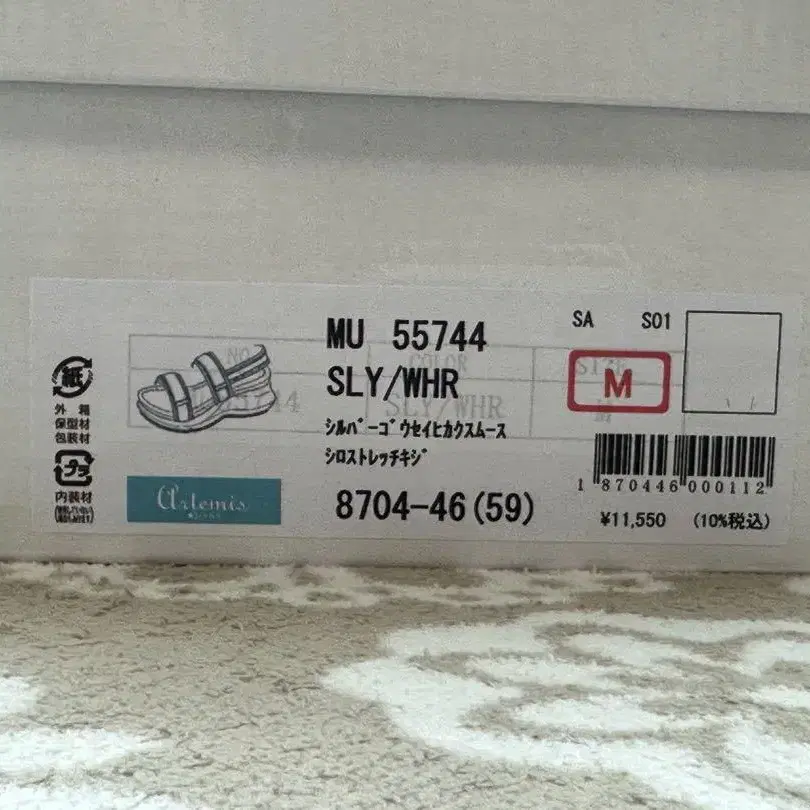 MU 55744
SA S01
NO.
COLOR
SIZE
SLY/WHR
M
SLY/WHR
シルバーゴウセイヒカクスムース
シロストレッチキジ
紙
外箱
保型材
包装材
プラ
内装材
Artemis
8704-46(59)
1 870446 000112
¥11,550 (10%税込)